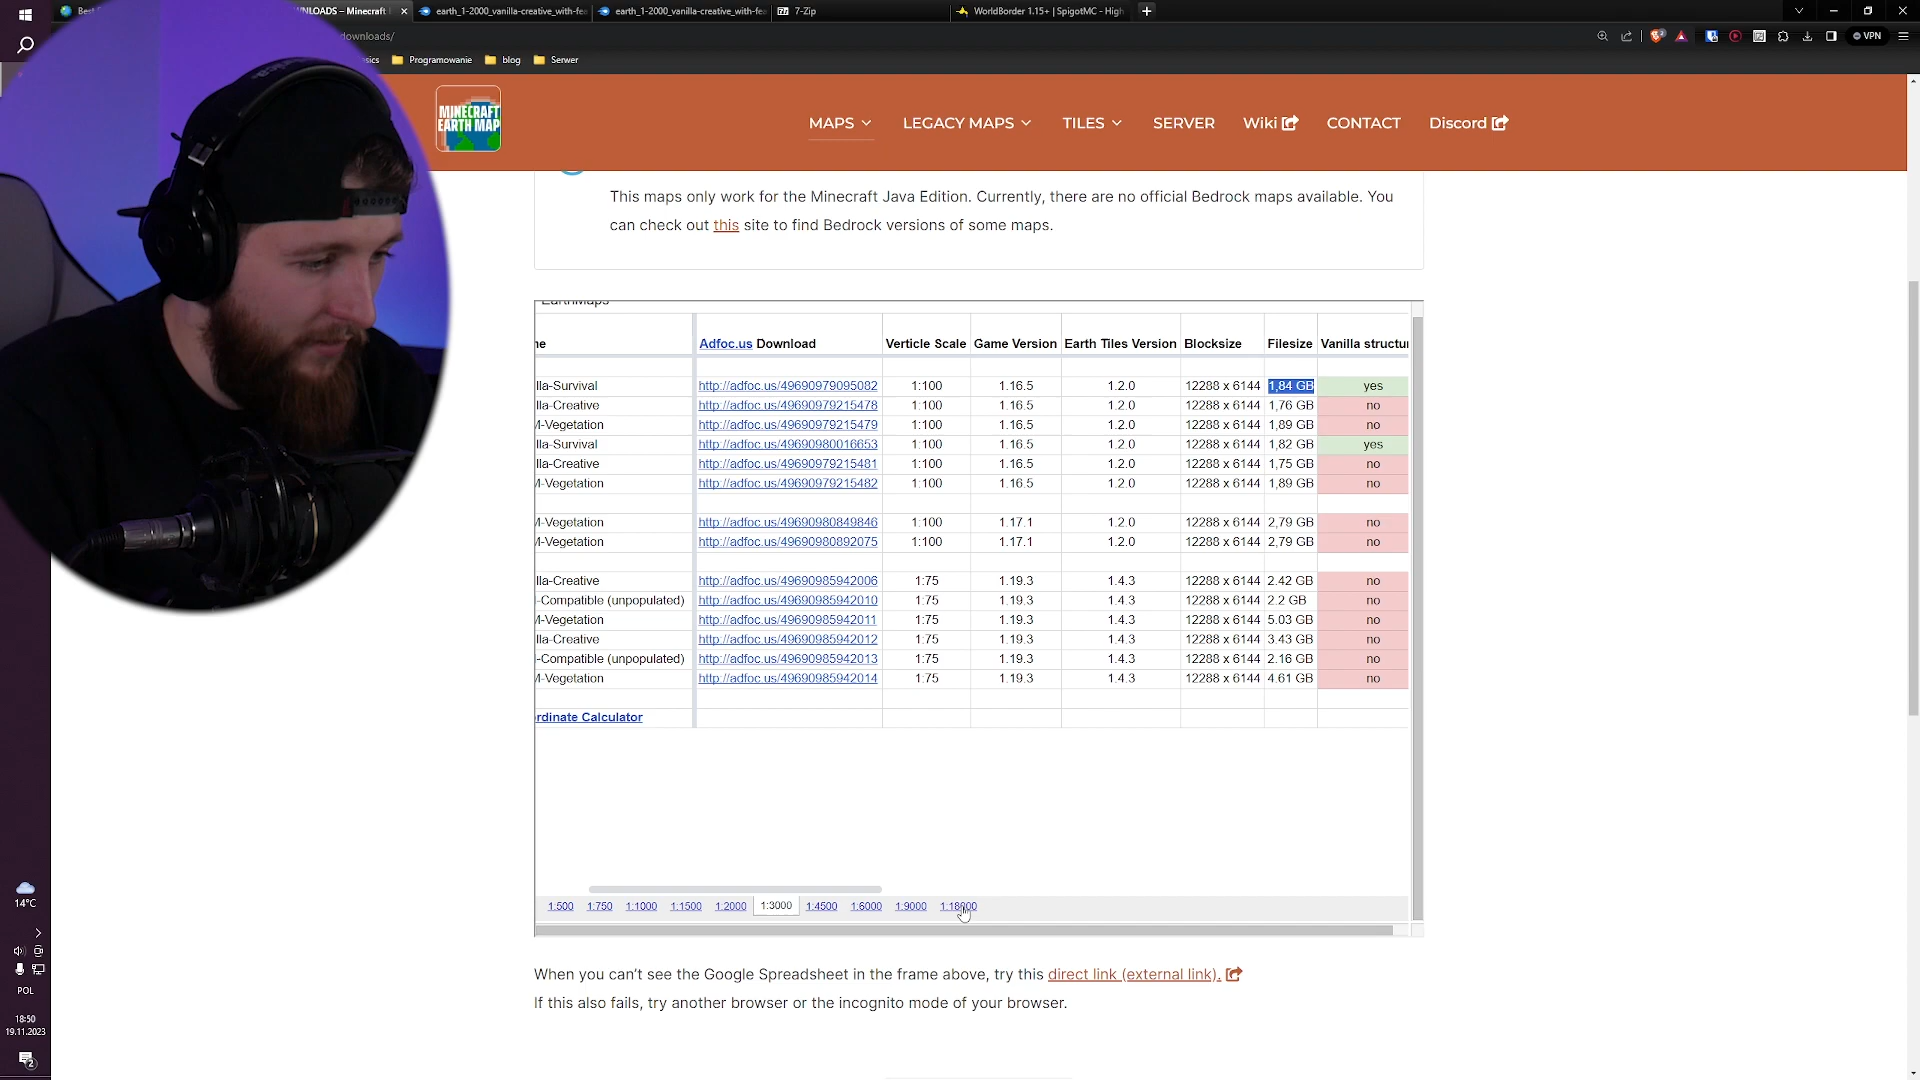 DOWNLOADS – Minecraft
earth_1-2000_vanilla-creative_with-fe
earth_1-2000_vanilla-creative_with-fe
7-Zip
WorldBorder 1.15+ | SpigotMC - High
downloads/
VPN
Programowanie
blog
Serwer
MINECRAFT
EARTH MAP
MAPS
LEGACY MAPS
TILES
SERVER
Wiki
CONTACT
Discord
This maps only work for the Minecraft Java Edition. Currently, there are no official Bedrock maps available. You
can check out this site to find Bedrock versions of some maps.
EarthMaps
me Adfoc.us Download Verticle Scale Game Version Earth Tiles Version Blocksize Filesize Vanilla structur
lla-Survival http://adfoc.us/49690979095082 1:100 1.16.5 1.2.0 12288 x 6144 1,84 GB yes
lla-Creative http://adfoc.us/49690979215478 1:100 1.16.5 1.2.0 12288 x 6144 1,76 GB no
M-Vegetation http://adfoc.us/49690979215479 1:100 1.16.5 1.2.0 12288 x 6144 1,89 GB no
lla-Survival http://adfoc.us/49690980016653 1:100 1.16.5 1.2.0 12288 x 6144 1,82 GB yes
lla-Creative http://adfoc.us/49690979215481 1:100 1.16.5 1.2.0 12288 x 6144 1,75 GB no
M-Vegetation http://adfoc.us/49690979215482 1:100 1.16.5 1.2.0 12288 x 6144 1,89 GB no
M-Vegetation http://adfoc.us/49690980849846 1:100 1.17.1 1.2.0 12288 x 6144 2,79 GB no
M-Vegetation http://adfoc.us/49690980892075 1:100 1.17.1 1.2.0 12288 x 6144 2,79 GB no
lla-Creative http://adfoc.us/49690985942006 1:75 1.19.3 1.4.3 12288 x 6144 2.42 GB no
-Compatible (unpopulated) http://adfoc.us/49690985942010 1:75 1.19.3 1.4.3 12288 x 6144 2.2 GB no
M-Vegetation http://adfoc.us/49690985942011 1:75 1.19.3 1.4.3 12288 x 6144 5.03 GB no
lla-Creative http://adfoc.us/49690985942012 1:75 1.19.3 1.4.3 12288 x 6144 3.43 GB no
-Compatible (unpopulated) http://adfoc.us/49690985942013 1:75 1.19.3 1.4.3 12288 x 6144 2.16 GB no
M-Vegetation http://adfoc.us/49690985942014 1:75 1.19.3 1.4.3 12288 x 6144 4.61 GB no
ordinate Calculator
1:500 1:750 1:1000 1:1500 1:2000 1:3000 1:4500 1:6000 1:9000 1:18000
When you can't see the Google Spreadsheet in the frame above, try this direct link (external link).
If this also fails, try another browser or the incognito mode of your browser.
14°C
POL
18:50
19.11.2023
2